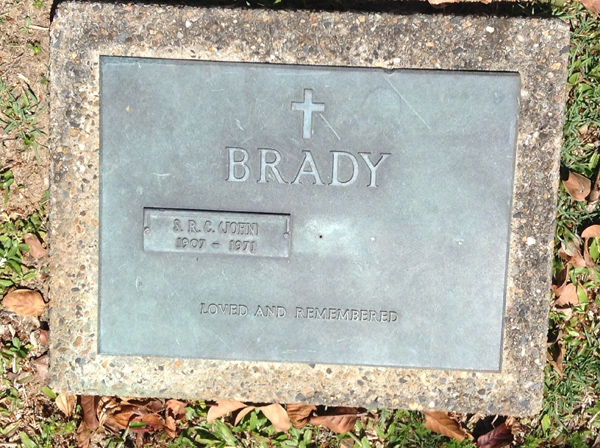 BRADY
S. R. C. (JOHN)
1907 - 1971
LOVED AND REMEMBERED